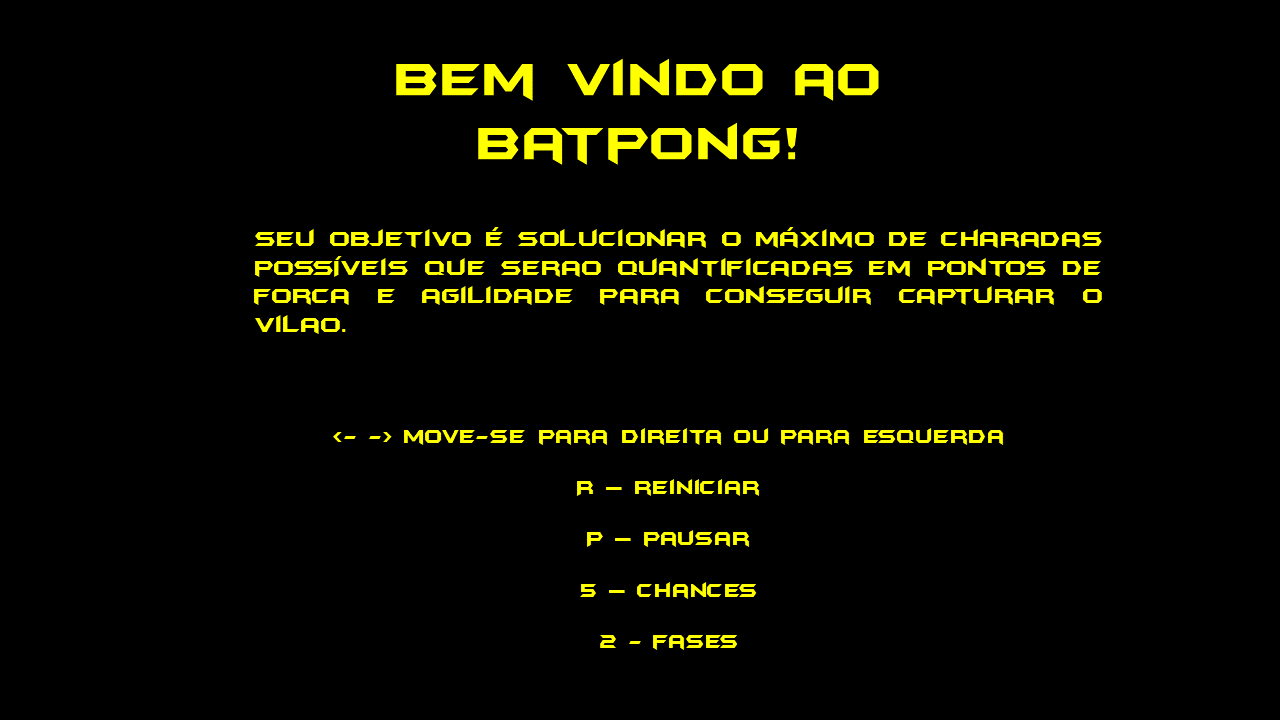 BEM VINDO AO
BATPONG!
SEU OBJETIVO É SOLUCIONAR O MÁXIMO DE CHARADAS
POSSÍVEIS QUE SERAO QUANTIFICADAS EM PONTOS DE
FORCA E AGILIDADE PARA CONSEGUIR CAPTURAR O
VILAO.
<- -> MOVE-SE PARA DIREITA OU PARA ESQUERDA
R – REINICIAR
P – PAUSAR
5 – CHANCES
2 - FASES